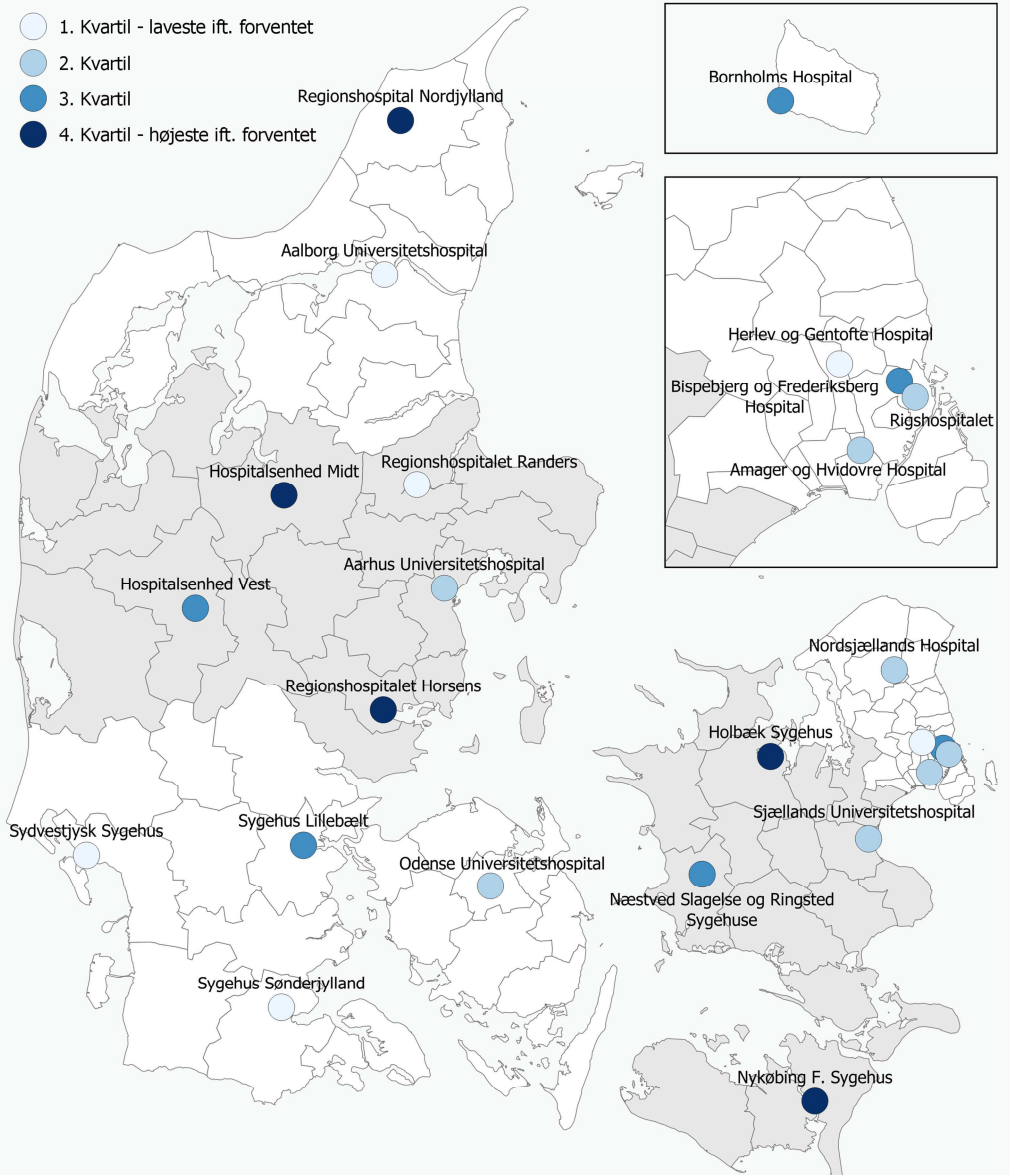 1. Kvartil - laveste ift. forventet
2. Kvartil
3. Kvartil
4. Kvartil - højeste ift. forventet
Regionshospital Nordjylland
Aalborg Universitetshospital
Bornholms Hospital
Herlev og Gentofte Hospital
Bispebjerg og Frederiksberg
Hospital
Rigshospitalet
Amager og Hvidovre Hospital
Hospitalsenhed Midt
Regionshospitalet Randers
Aarhus Universitetshospital
Hospitalsenhed Vest
Regionshospitalet Horsens
Nordsjællands Hospital
Holbæk Sygehus
Sjællands Universitetshospital
Sydvestjysk Sygehus
Sygehus Lillebælt
Odense Universitetshospital
Næstved Slagelse og Ringsted
Sygehuse
Sygehus Sønderjylland
Nykøbing F. Sygehus